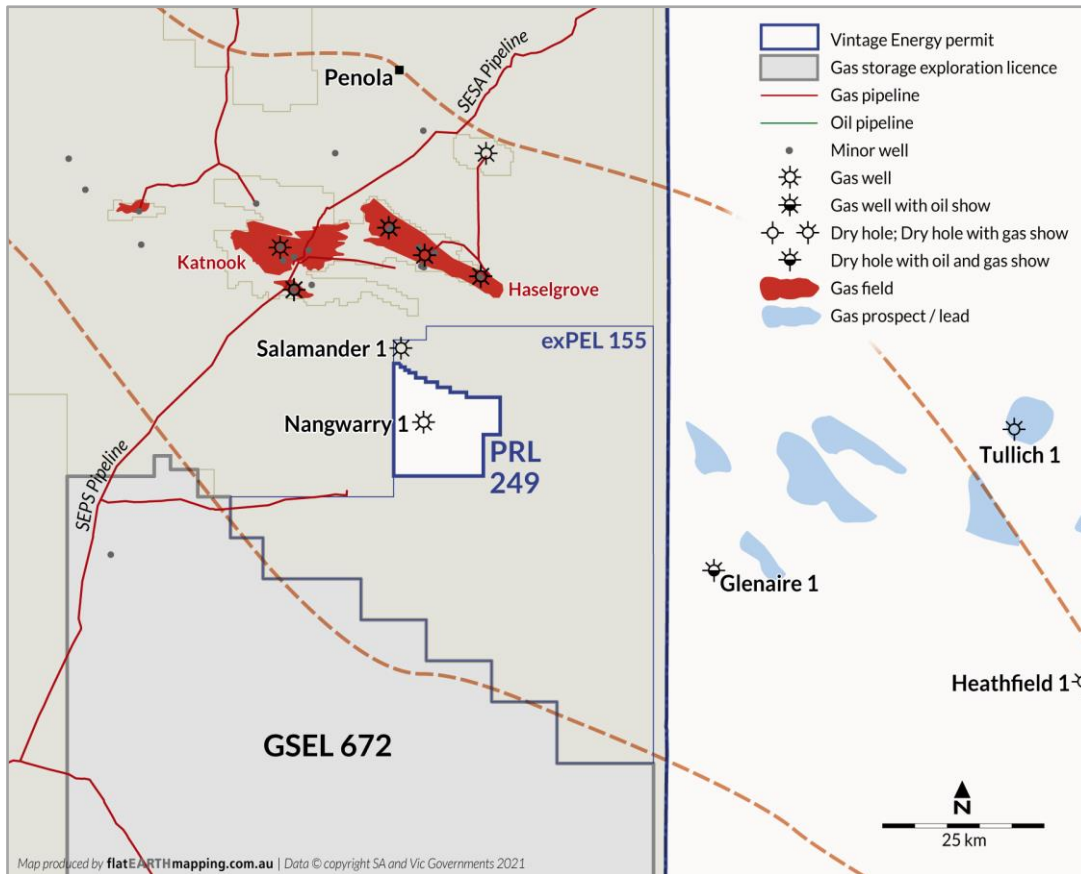 Penola
SESA Pipeline
Katnook
Haselgrove
Salamander 1
exPEL 155
Nangwarry 1
PRL
249
SEPS Pipeline
GSEL 672
Vintage Energy permit
Gas storage exploration licence
Gas pipeline
Oil pipeline
Minor well
Gas well
Gas well with oil show
Dry hole; Dry hole with gas show
Dry hole with oil and gas show
Gas field
Gas prospect / lead
Tullich 1
Glenaire 1
Heathfield 1
N
25 km
Map produced by flatEARTHmapping.com.au | Data © copyright SA and Vic Governments 2021